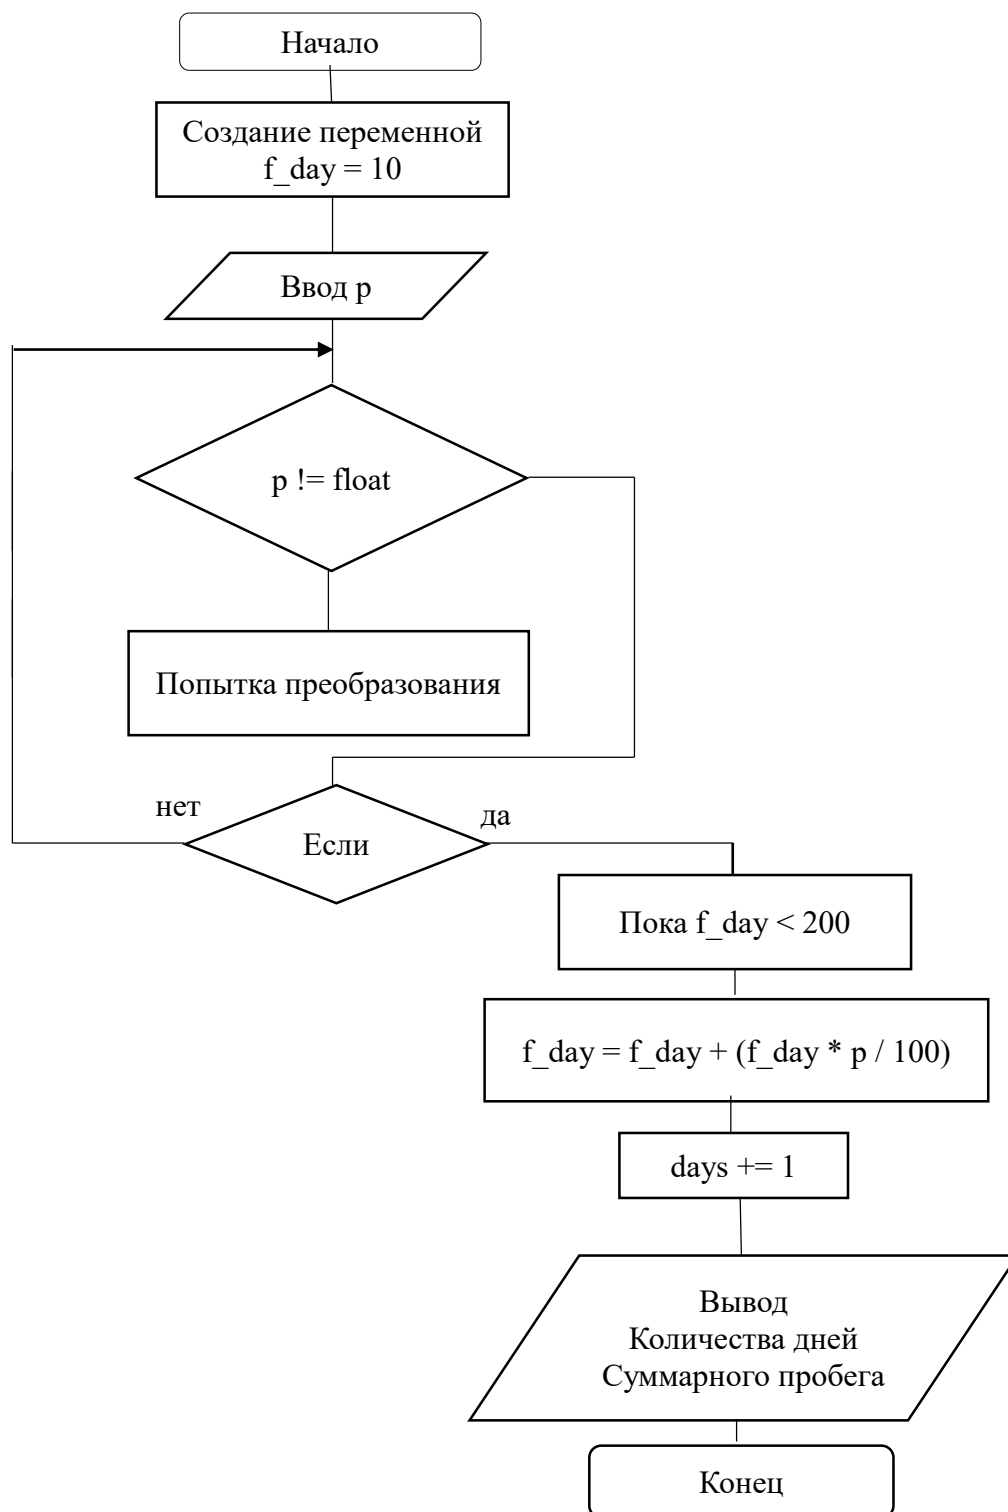 Начало
Создание переменной
f_day = 10
Ввод p
p != float
Попытка преобразования
нет
Если
да
Пока f_day < 200
f_day = f_day + (f_day * p / 100)
days += 1
Вывод
Количества дней
Суммарного пробега
Конец